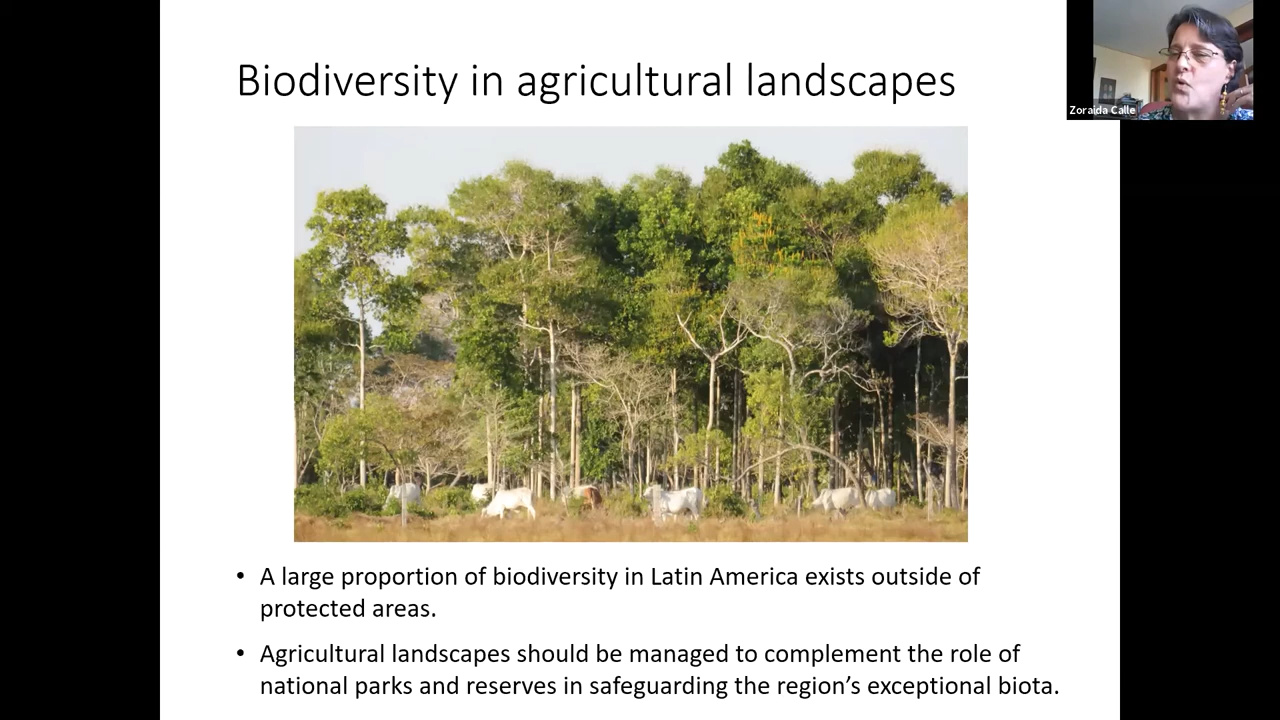 Biodiversity in agricultural landscapes
Zoraida Calle
• A large proportion of biodiversity in Latin America exists outside of
protected areas.
• Agricultural landscapes should be managed to complement the role of
national parks and reserves in safeguarding the region’s exceptional biota.